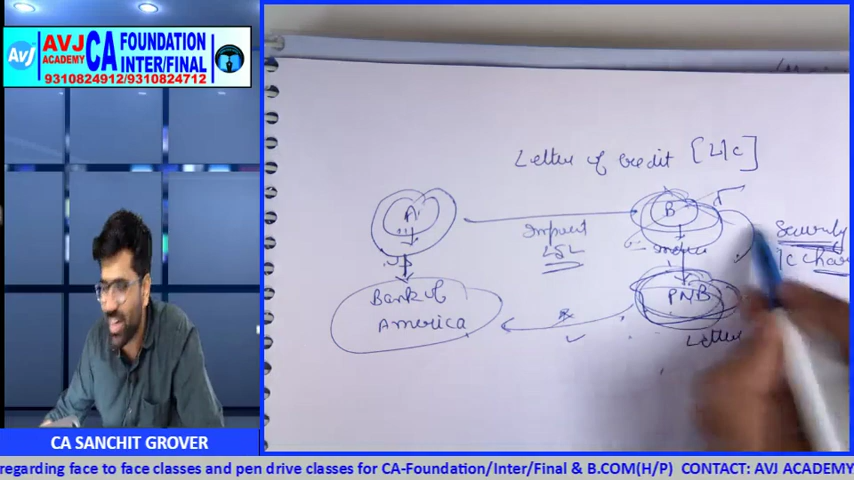 AVJ
ACADEMY
CA
FOUNDATION
INTER/FINAL
9310824912/9310824712
AVJ
Letter of credit [L/c]
A
B
Import
Security
Bank of
America
PNB
Letter
CA SANCHIT GROVER
regarding face to face classes and pen drive classes for CA-Foundation/Inter/Final & B.COM(H/P) CONTACT: AVJ ACADEMY